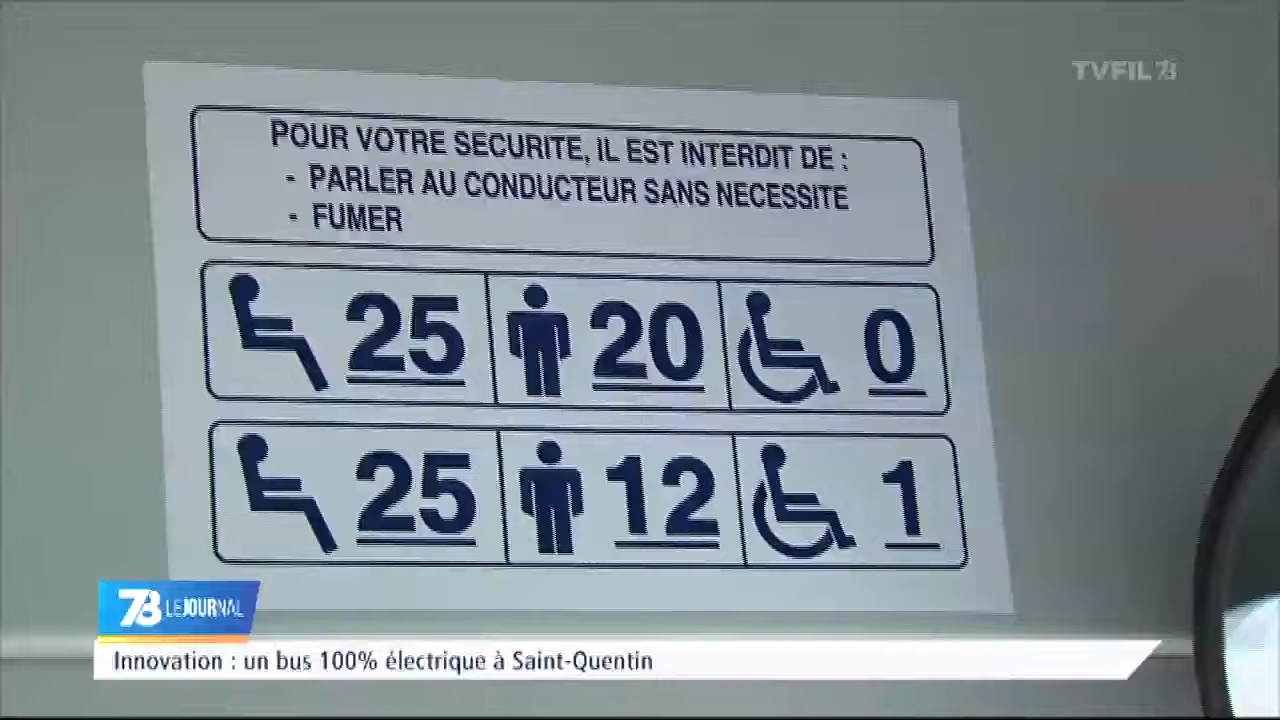 TVFIL78
POUR VOTRE SECURITE, IL EST INTERDIT DE :
- PARLER AU CONDUCTEUR SANS NECESSITE
- FUMER
25 20 0
25 12 1
78 LE JOURNAL
Innovation : un bus 100% électrique à Saint-Quentin